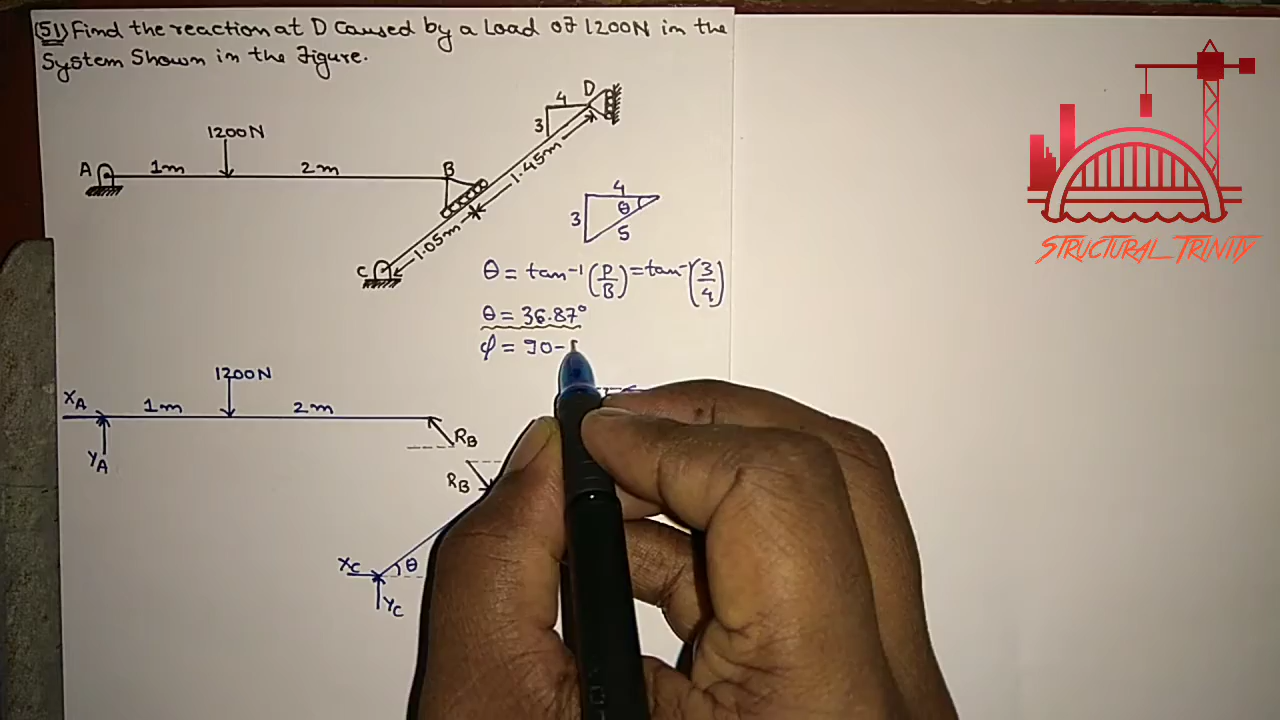 (51) Find the reaction at D Caused by a Load of 1200N in the
System Shown in the figure.
D
4
3
1200N
A
1m
2m
B
1.45m
1.05m
C
4
3
θ
5
θ = tan-1 (P/B) = tan-1 (3/4)
θ = 36.87°
φ = 90-
1200N
XA
1m
2m
YA
RB
RB
XC
θ
YC
STRUCTURAL TRINITY